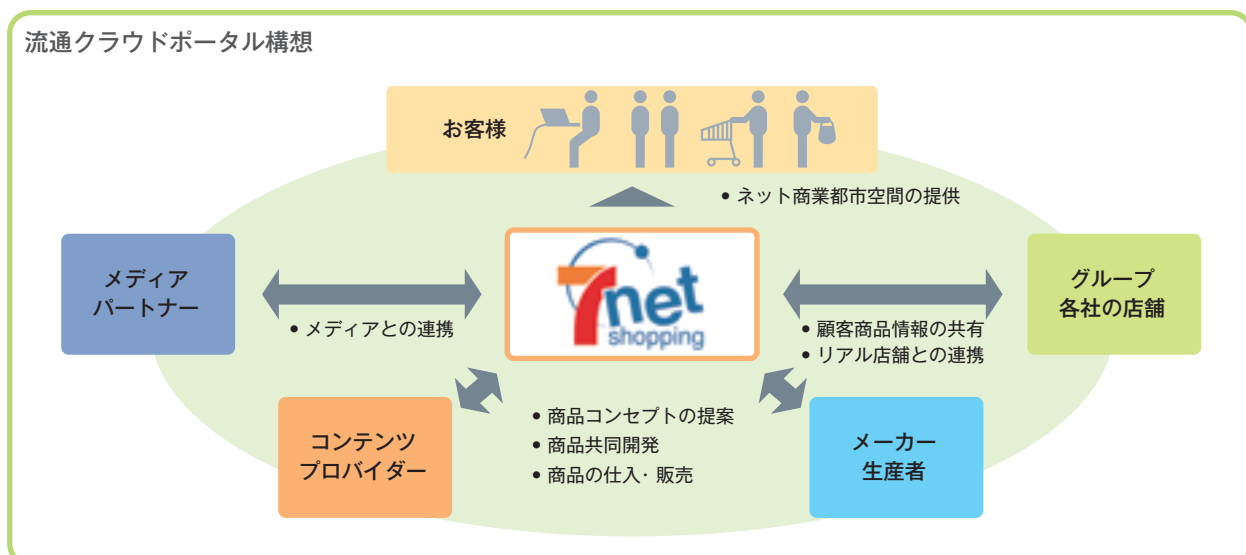 流通クラウドポータル構想
お客様
• ネット商業都市空間の提供
メディア
パートナー
7net
shopping
グループ
各社の店舗
• メディアとの連携
• 顧客商品情報の共有
• リアル店舗との連携
コンテンツ
プロバイダー
• 商品コンセプトの提案
• 商品共同開発
• 商品の仕入・販売
メーカー
生産者